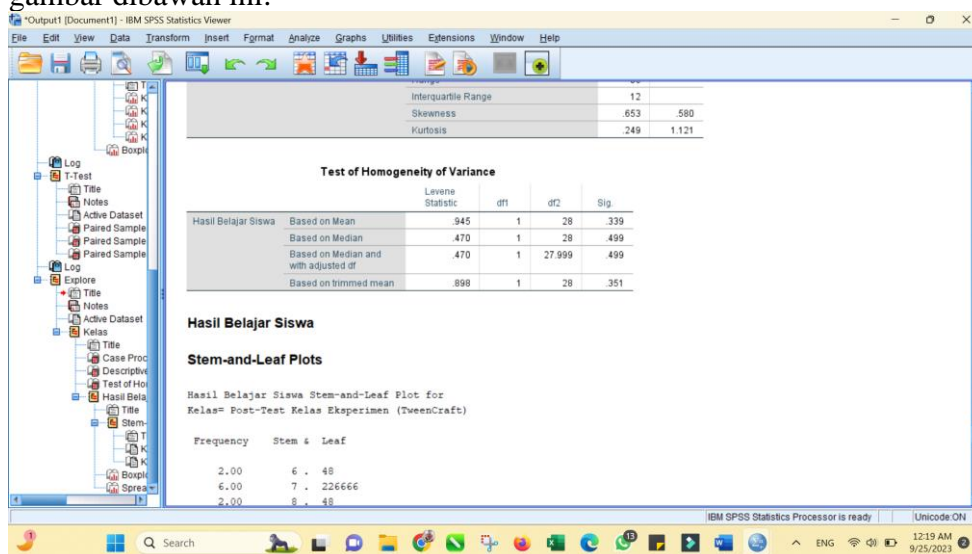 gambar dibawah ini.
*Output1 [Document1] - IBM SPSS Statistics Viewer
File Edit View Data Transform Insert Format Analyze Graphs Utilities Extensions Window Help
Interquartile Range 12
Skewness .653 .580
Kurtosis .249 1.121
Test of Homogeneity of Variance
Levene Statistic df1 df2 Sig.
Hasil Belajar Siswa Based on Mean .945 1 28 .339
Based on Median .470 1 28 .499
Based on Median and with adjusted df .470 1 27.999 .499
Based on trimmed mean .898 1 28 .351
Hasil Belajar Siswa
Stem-and-Leaf Plots
Hasil Belajar Siswa Stem-and-Leaf Plot for
Kelas= Post-Test Kelas Eksperimen (TweenCraft)
Frequency Stem & Leaf
2.00 6 . 48
6.00 7 . 226666
2.00 8 . 48
T
K
K
K
K
Boxplo
Log
T-Test
Title
Notes
Active Dataset
Paired Sample
Paired Sample
Paired Sample
Log
Explore
Title
Notes
Active Dataset
Kelas
Title
Case Proc
Descriptive
Test of Ho
Hasil Bela
Title
Stem-
T
K
K
Boxplo
Sprea
IBM SPSS Statistics Processor is ready Unicode:ON
Search
13
ENG
12:19 AM
9/25/2023
2